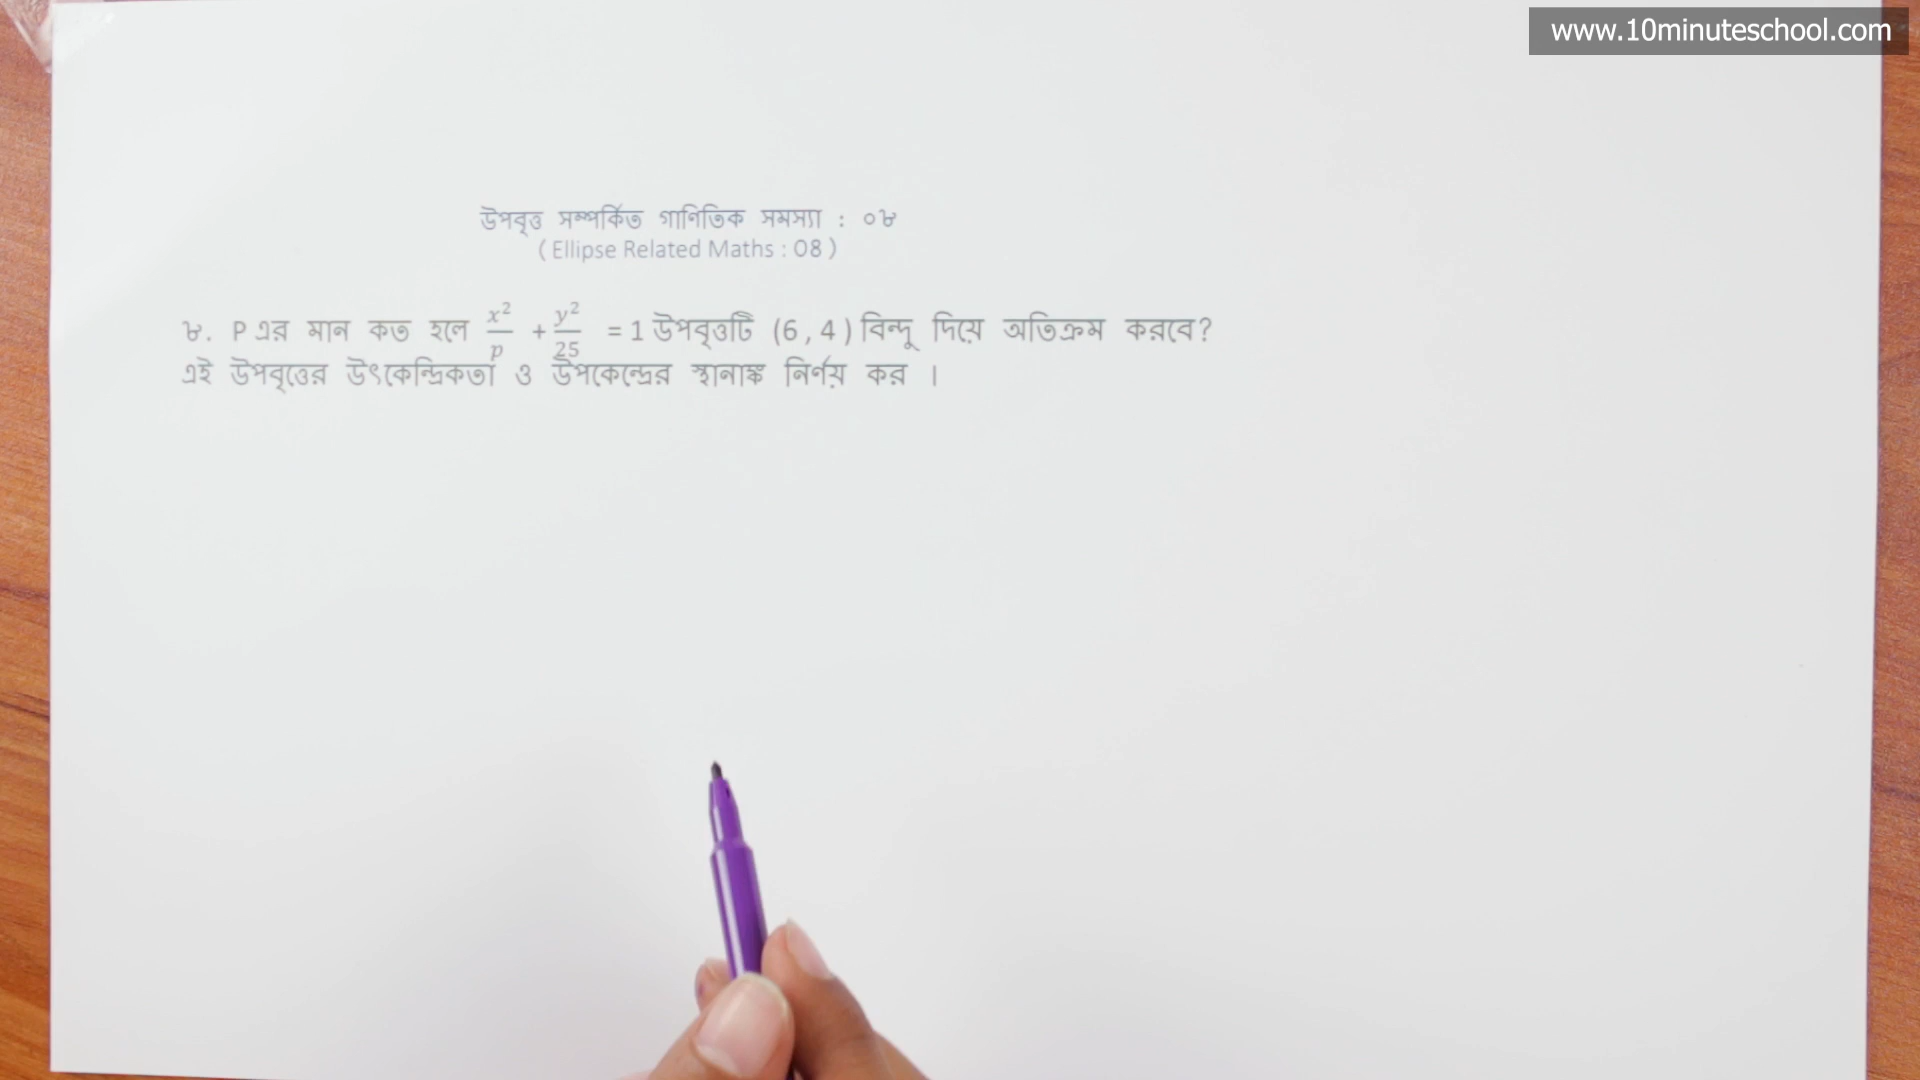 www.10minuteschool.com
উপবৃত্ত সম্পর্কিত গাণিতিক সমস্যা : ০৮
( Ellipse Related Maths : 08 )
৮. P এর মান কত হলে x²/p + y²/25 = 1 উপবৃত্তটি (6 , 4 ) বিন্দু দিয়ে অতিক্রম করবে?
এই উপবৃত্তের উৎকেন্দ্রিকতা ও উপকেন্দ্রের স্থানাঙ্ক নির্ণয় কর ।